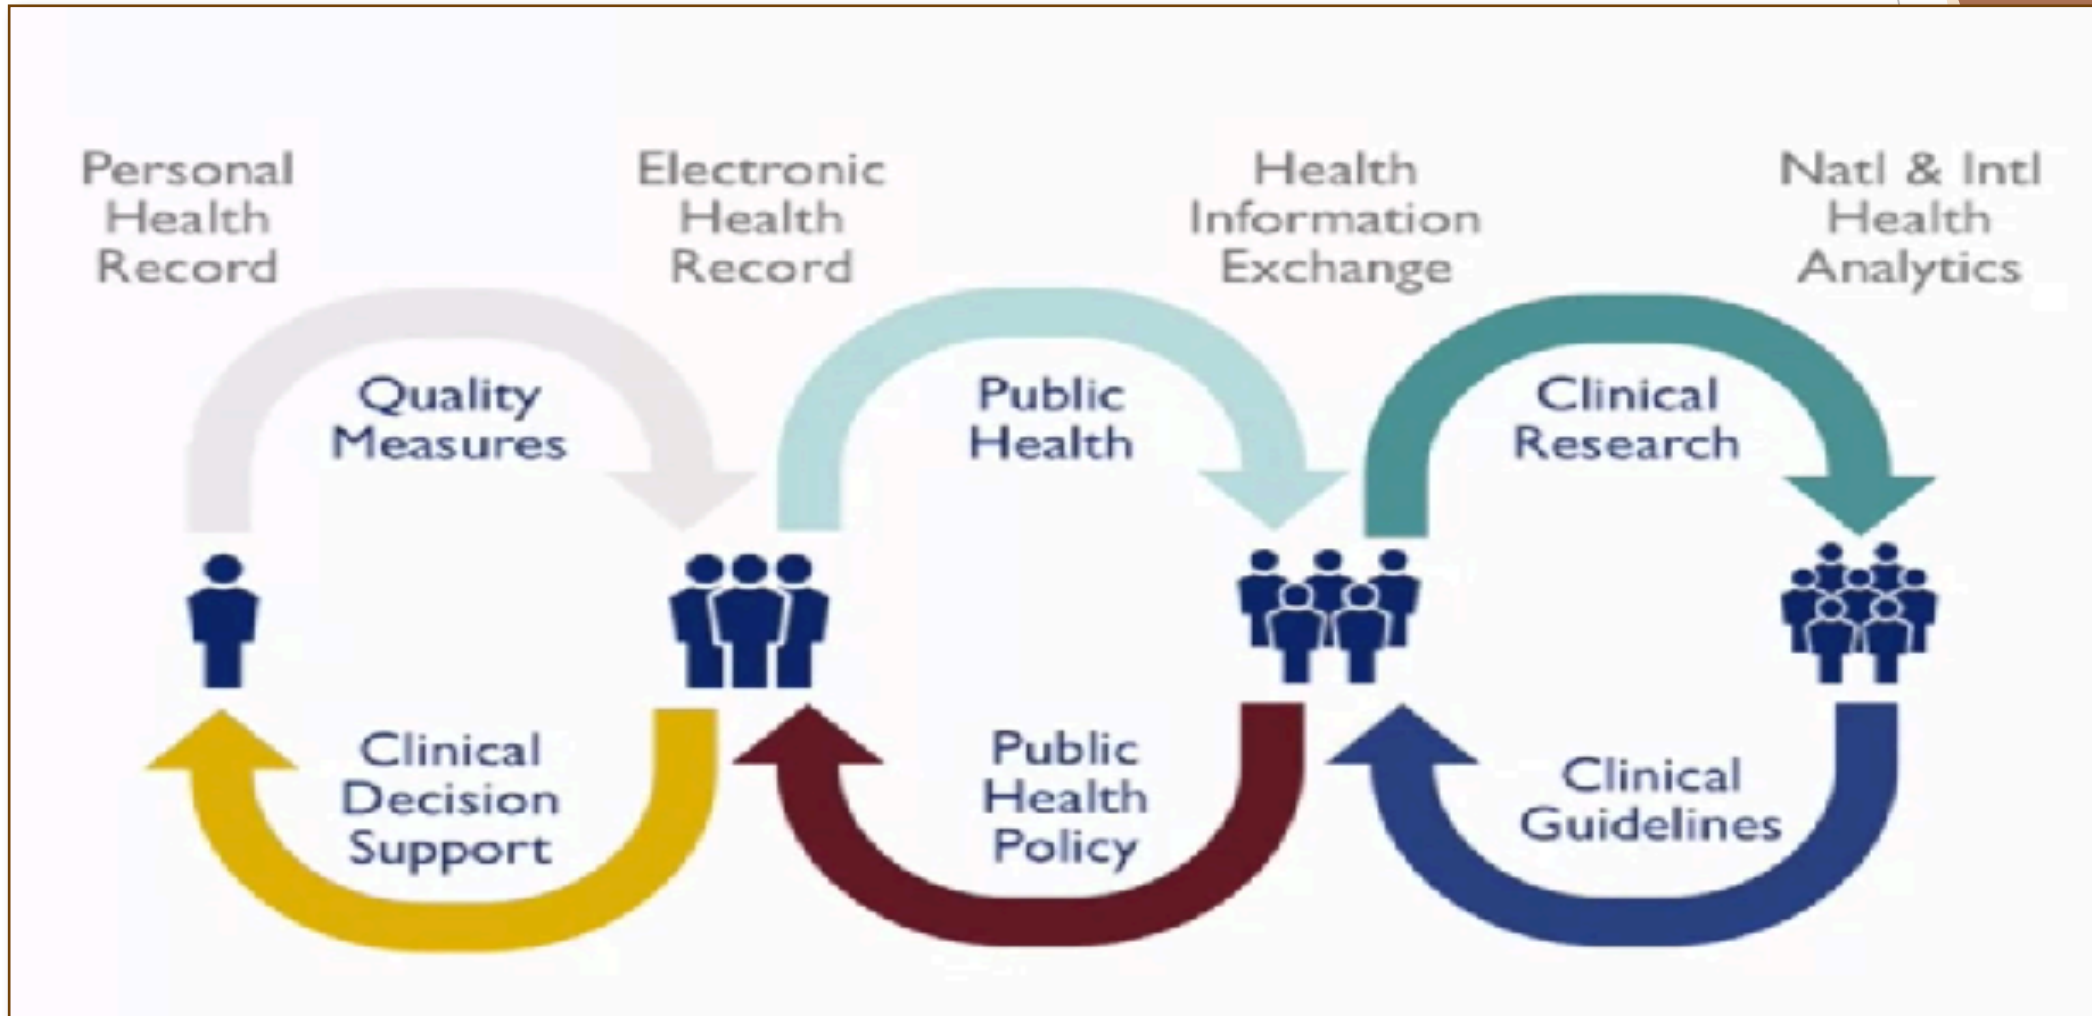 Personal
Health
Record
Electronic
Health
Record
Health
Information
Exchange
Natl & Intl
Health
Analytics
Quality
Measures
Public
Health
Clinical
Research
Clinical
Decision
Support
Public
Health
Policy
Clinical
Guidelines